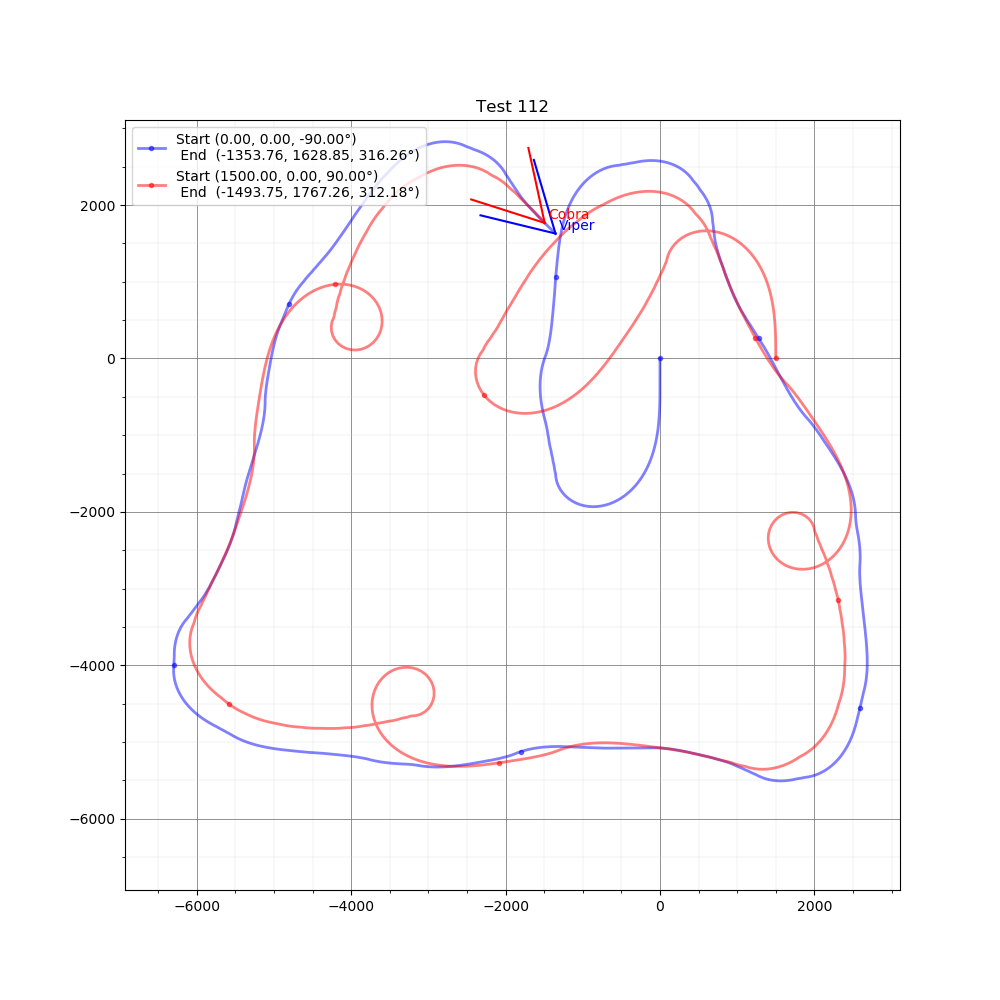 Test 112
Start (0.00, 0.00, -90.00°)
End  (-1353.76, 1628.85, 316.26°)
Start (1500.00, 0.00, 90.00°)
End  (-1493.75, 1767.26, 312.18°)
Cobra
Viper
2000
0
−2000
−4000
−6000
−6000 −4000 −2000 0 2000